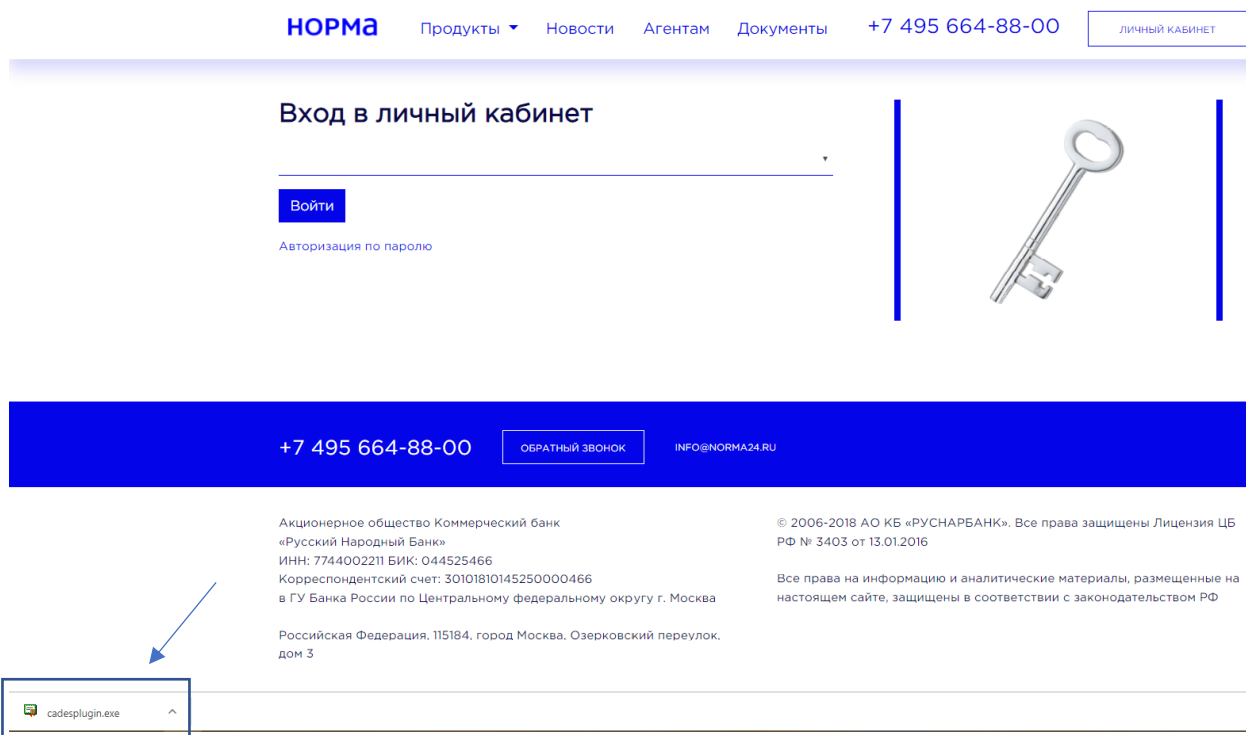 НОРМа
Продукты Новости Агентам Документы +7 495 664-88-00 ЛИЧНЫЙ КАБИНЕТ
Вход в личный кабинет
Войти
Авторизация по паролю
+7 495 664-88-00 ОБРАТНЫЙ ЗВОНОК INFO@NORMA24.RU
Акционерное общество Коммерческий банк
«Русский Народный Банк»
ИНН: 7744002211 БИК: 044525466
Корреспондентский счет: 30101810145250000466
в ГУ Банка России по Центральному федеральному округу г. Москва
Российская Федерация, 115184, город Москва, Озерковский переулок,
дом 3
© 2006-2018 АО КБ «РУСНАРБАНК». Все права защищены Лицензия ЦБ
РФ № 3403 от 13.01.2016
Все права на информацию и аналитические материалы, размещенные на
настоящем сайте, защищены в соответствии с законодательством РФ
cadesplugin.exe